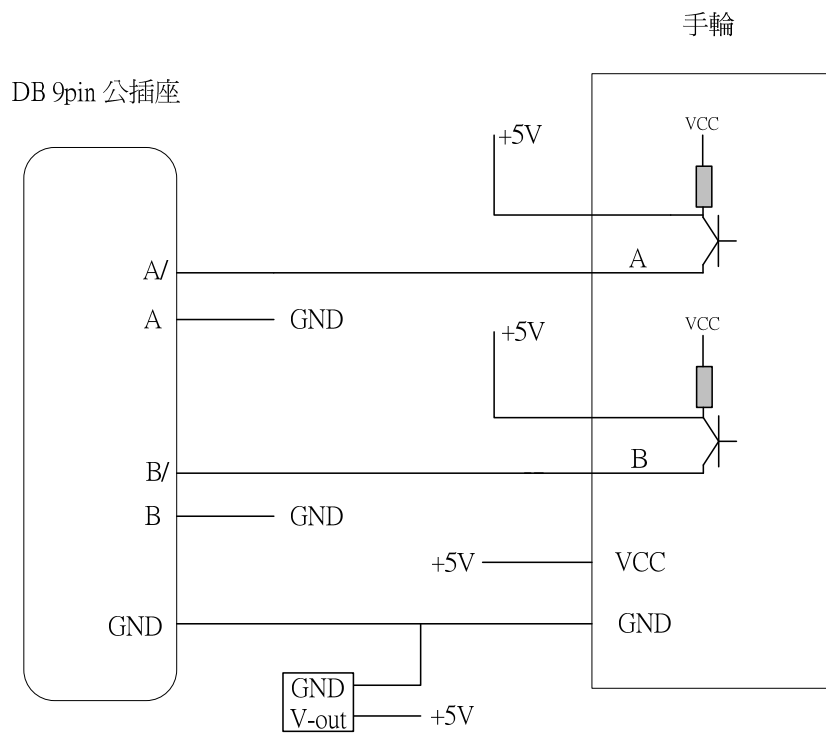 手輪
DB 9pin 公插座
VCC
+5V
A
A/
A
GND
VCC
+5V
B
B/
B
GND
+5V
VCC
GND
GND
GND
V-out
+5V